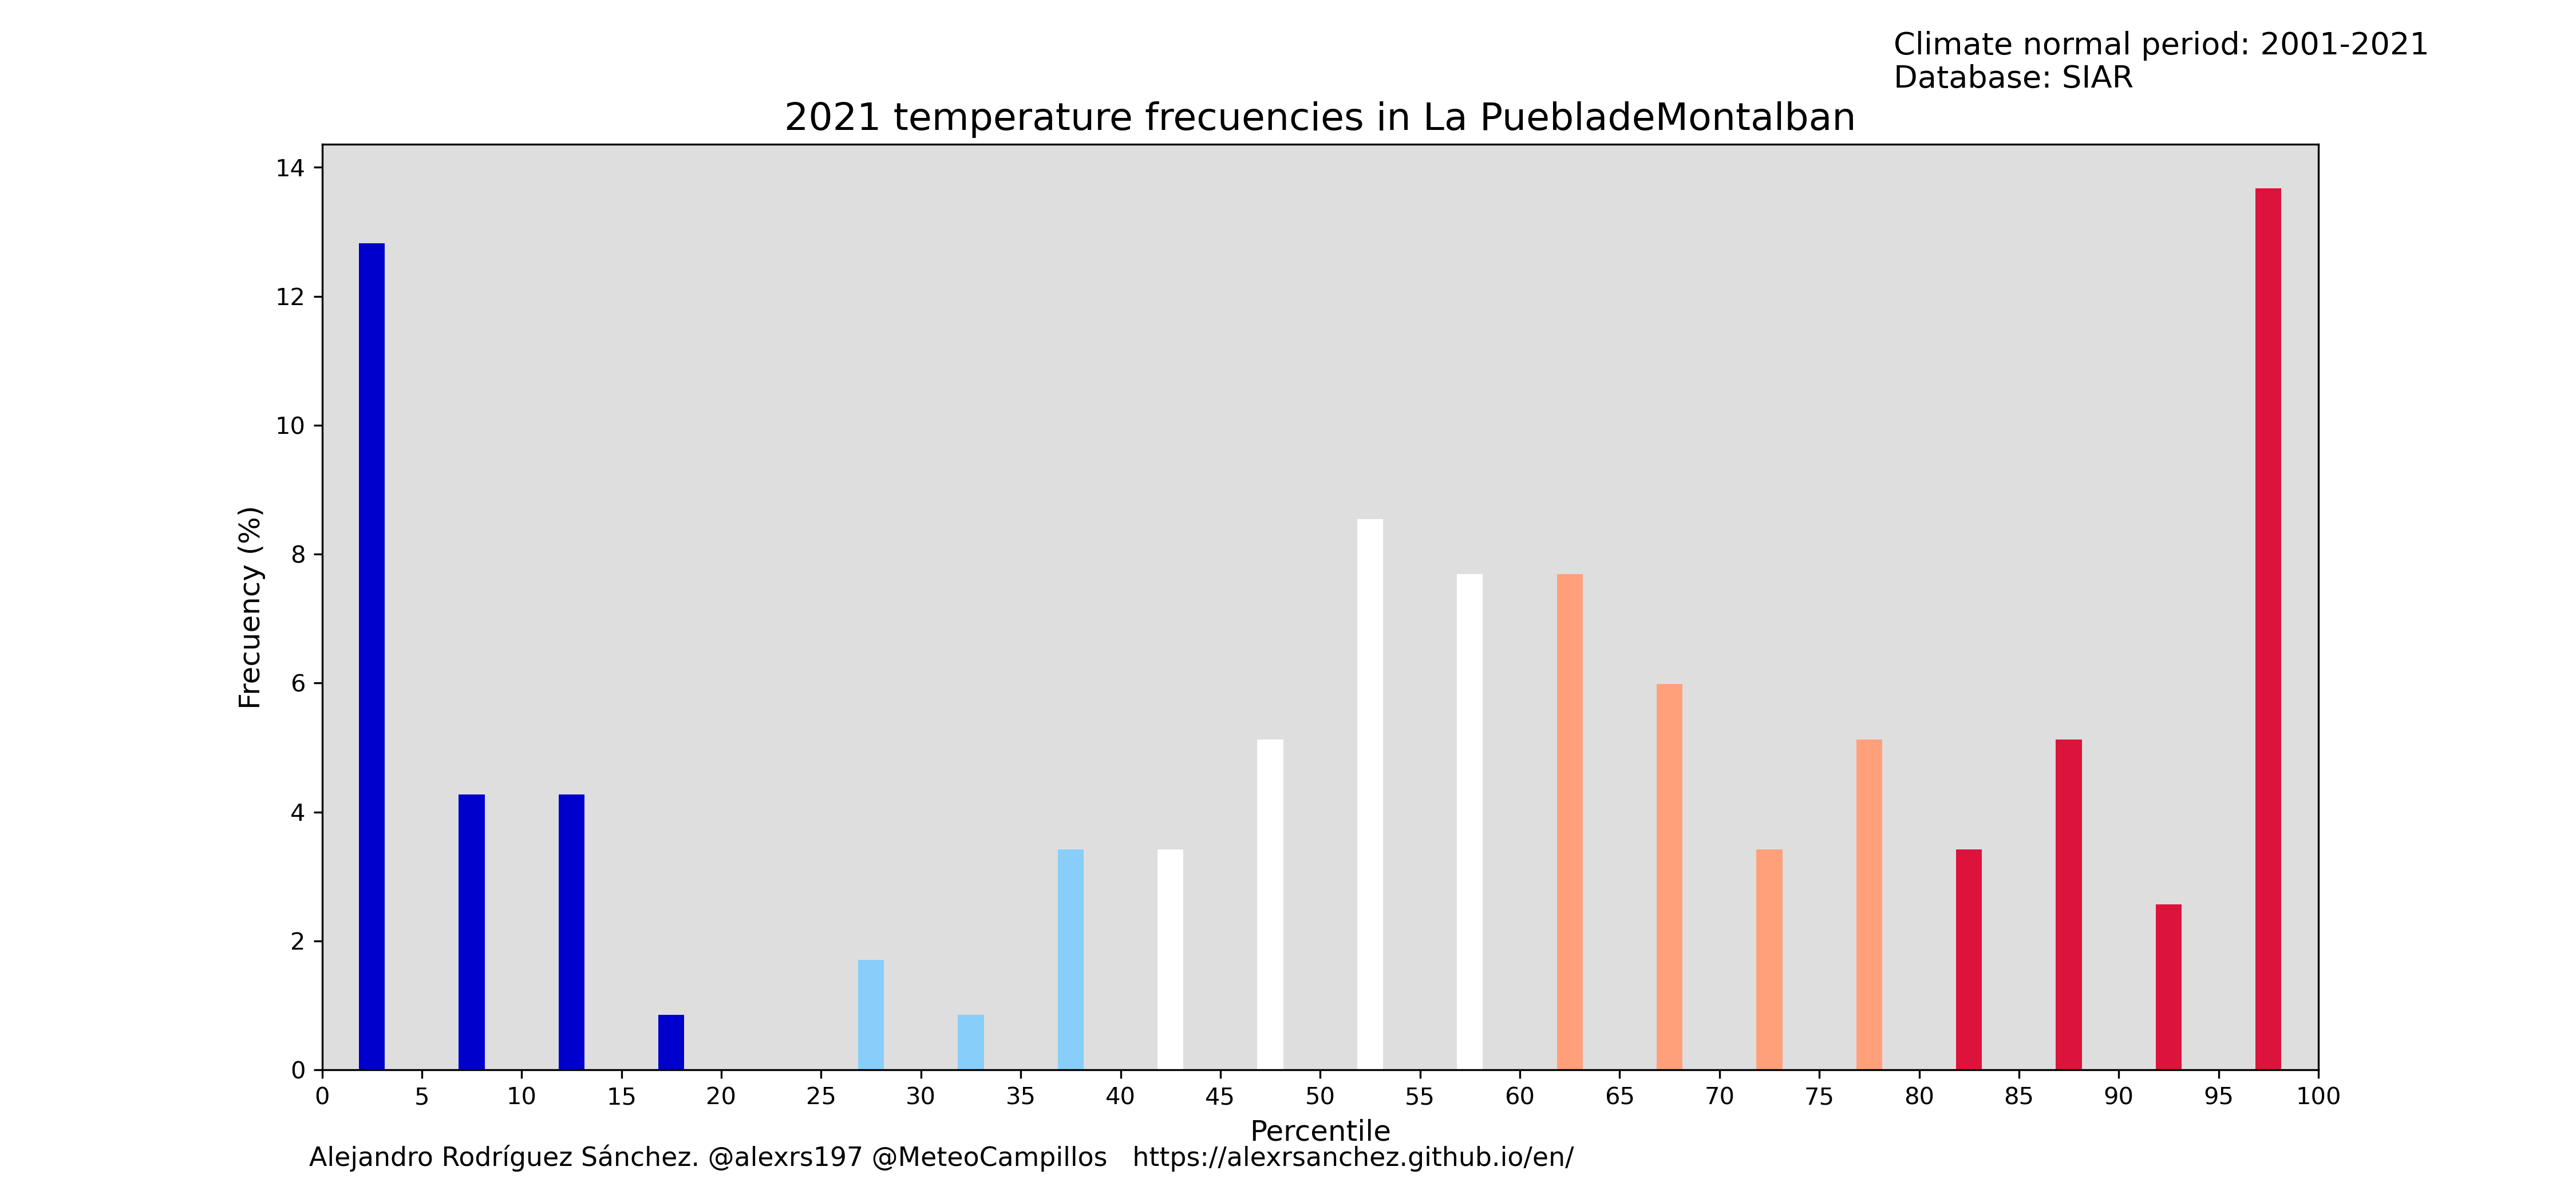 Climate normal period: 2001-2021
Database: SIAR
2021 temperature frecuencies in La PuebladeMontalban
14
12
10
8
6
4
2
0
Frecuency (%)
0 5 10 15 20 25 30 35 40 45 50 55 60 65 70 75 80 85 90 95 100
Percentile
Alejandro Rodríguez Sánchez. @alexrs197 @MeteoCampillos https://alexrsanchez.github.io/en/